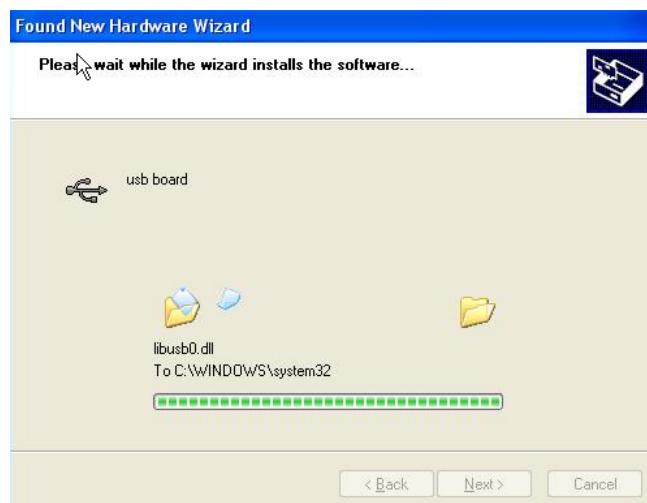 Found New Hardware Wizard
Please wait while the wizard installs the software...
usb board
libusb0.dll
To C:\WINDOWS\system32
< Back
Next >
Cancel